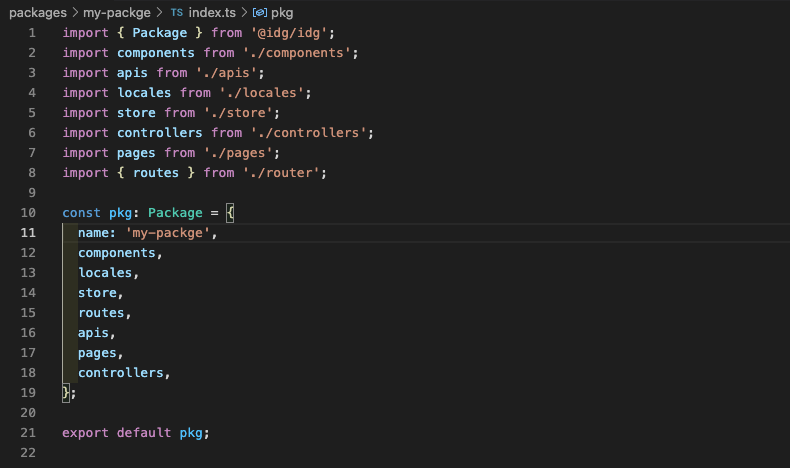 packages > my-packge > TS index.ts > pkg
1 import { Package } from '@idg/idg';
2 import components from './components';
3 import apis from './apis';
4 import locales from './locales';
5 import store from './store';
6 import controllers from './controllers';
7 import pages from './pages';
8 import { routes } from './router';
9
10 const pkg: Package = {
11   name: 'my-packge',
12   components,
13   locales,
14   store,
15   routes,
16   apis,
17   pages,
18   controllers,
19 };
20
21 export default pkg;
22